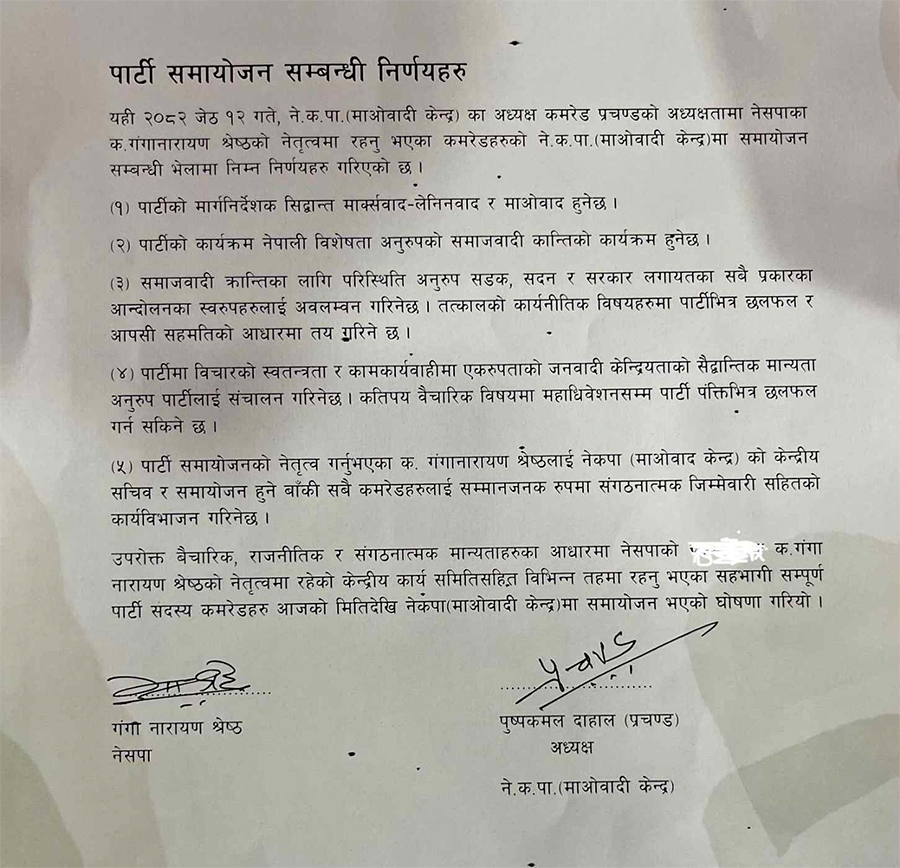 पार्टी समायोजन सम्बन्धी निर्णयहरु
यही २०८२ जेठ १२ गते, ने.क.पा.(माओवादी केन्द्र) का अध्यक्ष कमरेड प्रचण्डको अध्यक्षतामा नेसपाका
क.गंगानारायण श्रेष्ठको नेतृत्वमा रहनु भएका कमरेडहरुको ने.क.पा.(माओवादी केन्द्र)मा समायोजन
सम्बन्धी भेलामा निम्न निर्णयहरु गरिएको छ ।
(१) पार्टीको मार्गनिर्देशक सिद्वान्त मार्क्सवाद-लेनिनवाद र माओवाद हुनेछ ।
(२) पार्टीको कार्यक्रम नेपाली विशेषता अनुरुपको समाजवादी कान्तिको कार्यक्रम हुनेछ ।
(३) समाजवादी क्रान्तिका लागि परिस्थिति अनुरुप सडक, सदन र सरकार लगायतका सबै प्रकारका
आन्दोलनका स्वरुपहरुलाई अवलम्वन गरिनेछ । तत्कालको कार्यनीतिक विषयहरुमा पार्टीभित्र छलफल र
आपसी सहमतिको आधारमा तय गरिने छ ।
(४) पार्टीमा विचारको स्वतन्त्रता र कामकार्यवाहीमा एकरुपताको जनवादी केन्द्रियताको सैद्वान्तिक मान्यता
अनुरुप पार्टीलाई संचालन गरिनेछ । कतिपय वैचारिक विषयमा महाधिवेशनसम्म पार्टी पंक्तिभित्र छलफल
गर्न सकिने छ ।
(५) पार्टी समायोजनको नेतृत्व गर्नुभएका क. गंगानारायण श्रेष्ठलाई नेकपा (माओवाद केन्द्र) को केन्द्रीय
सचिव र समायोजन हुने बाँकी सबै कमरेडहरुलाई सम्मानजनक रुपमा संगठनात्मक जिम्मेवारी सहितको
कार्यविभाजन गरिनेछ ।
उपरोक्त बैचारिक, राजनीतिक र संगठनात्मक मान्यताहरुका आधारमा नेसपाको क.गंगा
नारायण श्रेष्ठको नेतृत्वमा रहेको केन्द्रीय कार्य समितिसहित विभिन्न तहमा रहनु भएका सहभागी सम्पूर्ण
पार्टी सदस्य कमरेडहरु आजको मितिदेखि नेकपा(माओवादी केन्द्र)मा समायोजन भएको घोषणा गरियो ।
प्रचण्ड
गंगा नारायण श्रेष्ठ
नेसपा
पुष्पकमल दाहाल (प्रचण्ड)
अध्यक्ष
ने.क.पा.(माओवादी केन्द्र)